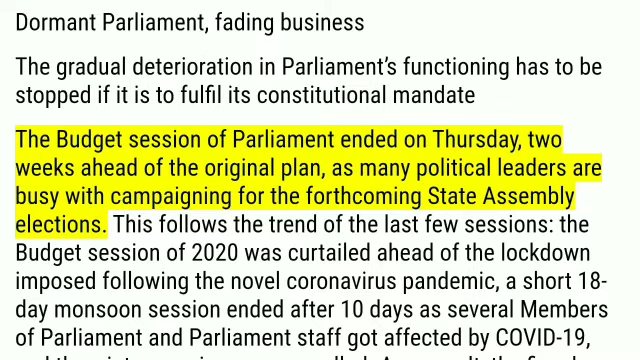 Dormant Parliament, fading business
The gradual deterioration in Parliament’s functioning has to be
stopped if it is to fulfil its constitutional mandate
The Budget session of Parliament ended on Thursday, two
weeks ahead of the original plan, as many political leaders are
busy with campaigning for the forthcoming State Assembly
elections. This follows the trend of the last few sessions: the
Budget session of 2020 was curtailed ahead of the lockdown
imposed following the novel coronavirus pandemic, a short 18-
day monsoon session ended after 10 days as several Members
of Parliament and Parliament staff got affected by COVID-19,